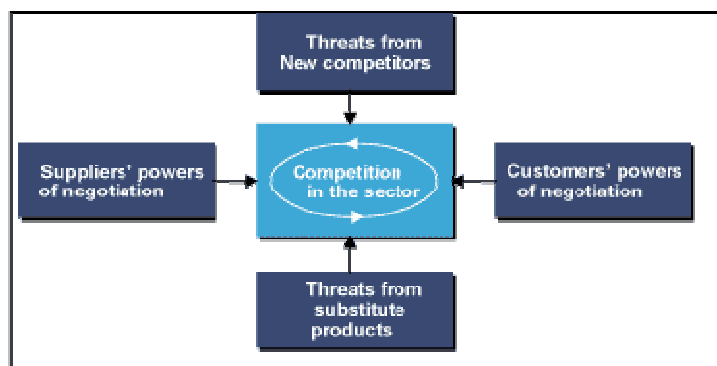 Threats from
New competitors
Suppliers' powers
of negotiation
Competition
in the sector
Customers' powers
of negotiation
Threats from
substitute
products